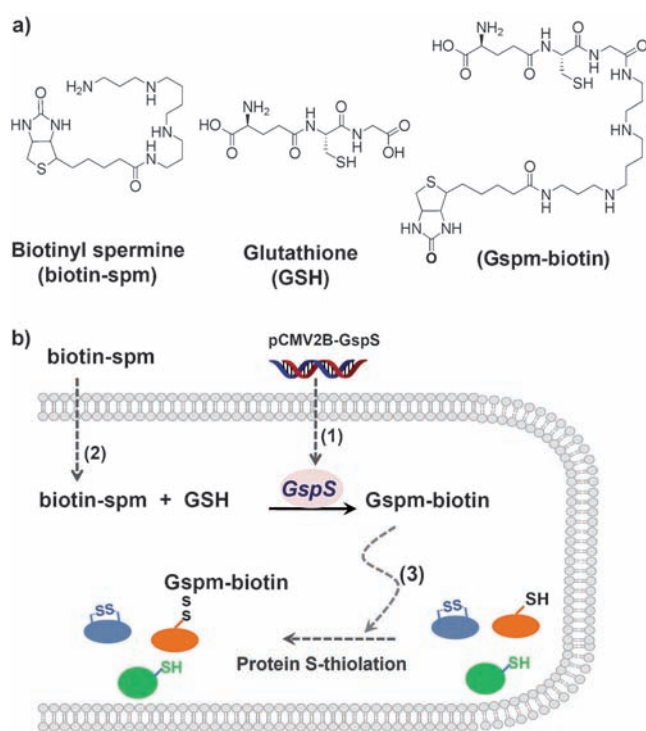 a)
H₂N
N
H
H
N
O
HN
NH
S
H
N
O
Biotinyl spermine
(biotin-spm)
NH₂
HO
O
O
H
N
SH
O
N
H
O
OH
Glutathione
(GSH)
NH₂
HO
O
O
H
N
SH
O
H
N
O
HN
NH
S
HN
NH
O
O
N
H
N
H
(Gspm-biotin)
b)
biotin-spm
pCMV2B-GspS
(1)
(2)
biotin-spm + GSH
GspS
Gspm-biotin
(3)
Gspm-biotin
S
S
SS
SH
Protein S-thiolation
SS
SH
SH